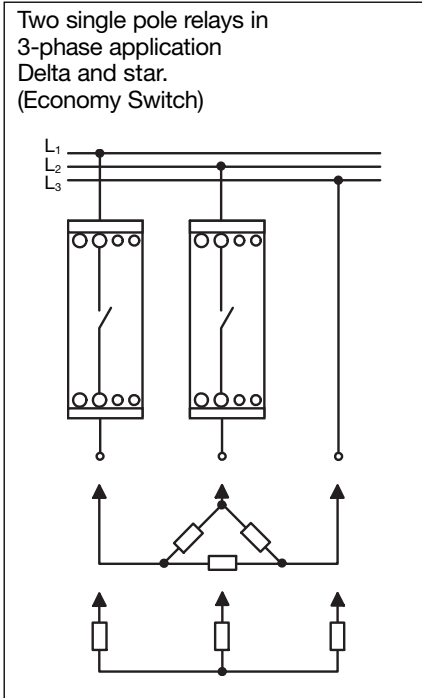 Two single pole relays in
3-phase application
Delta and star.
(Economy Switch)
L₁
L₂
L₃